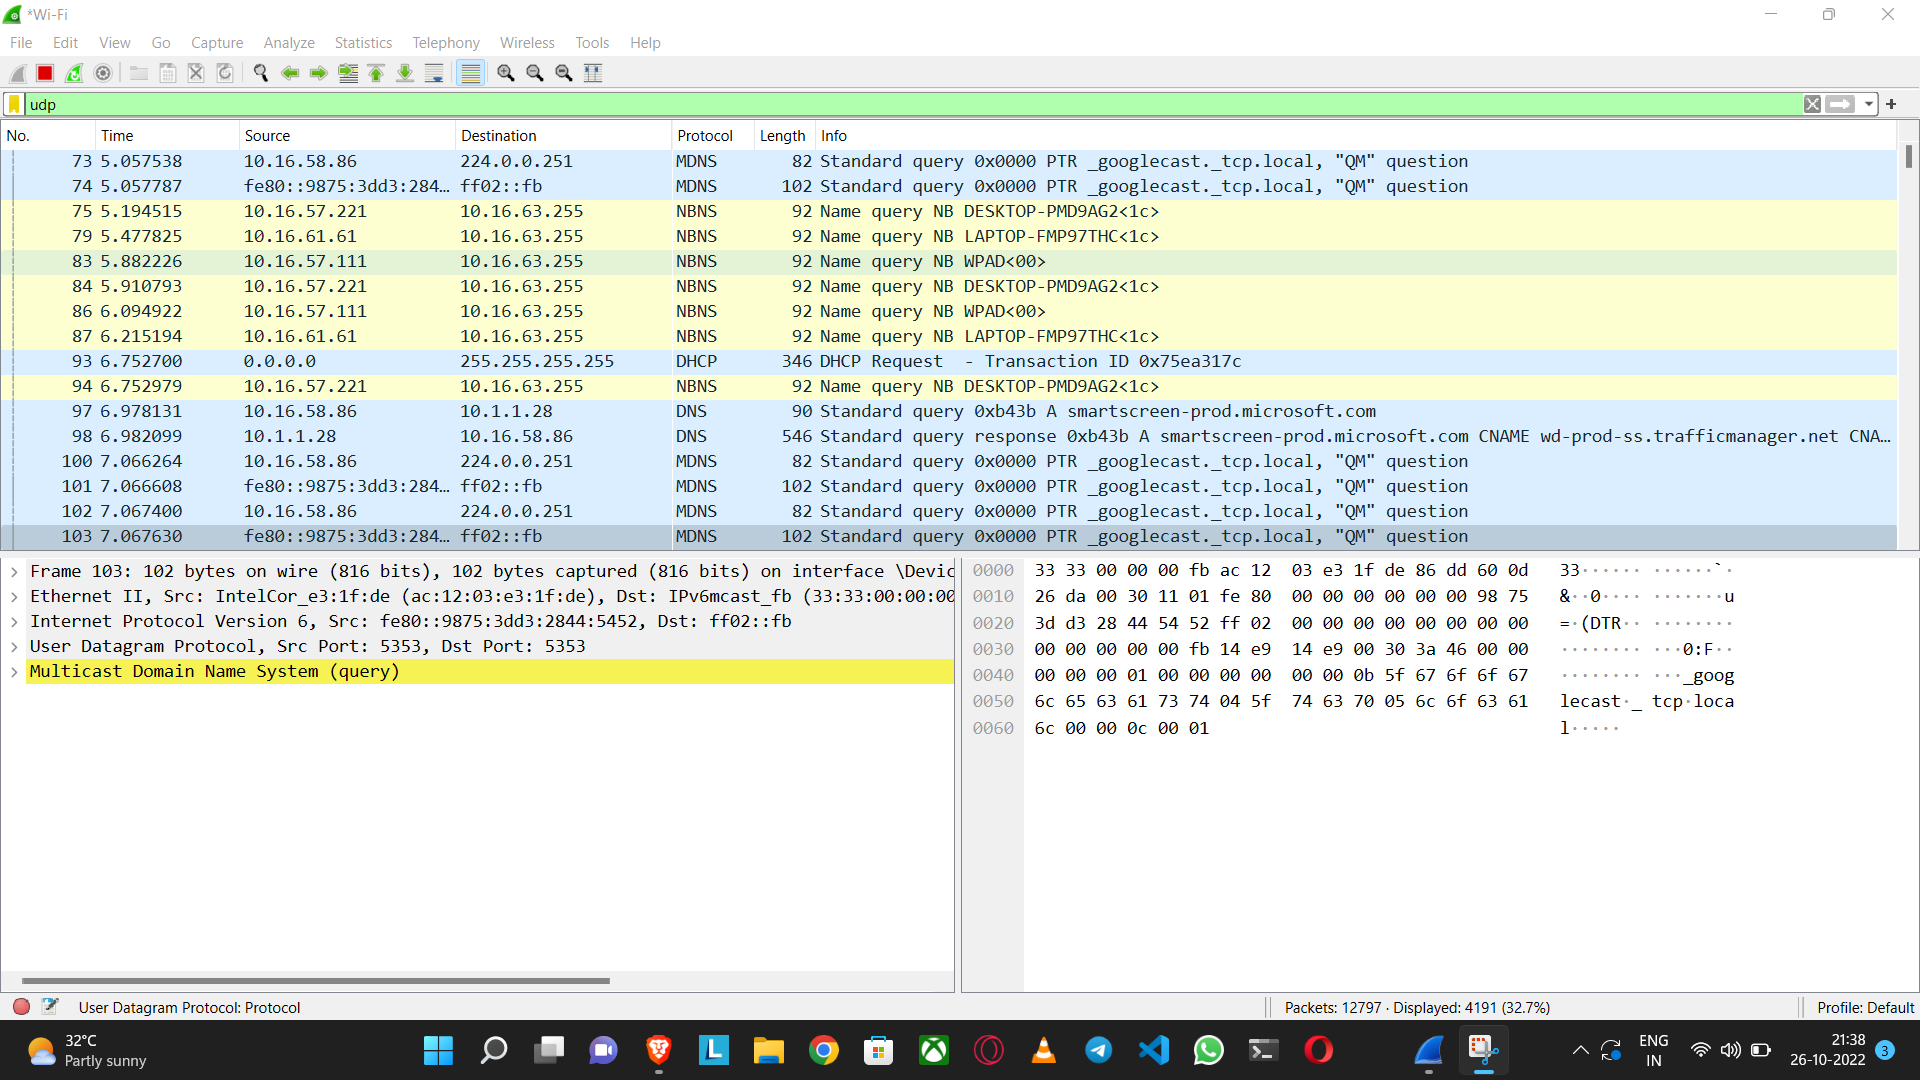 *Wi-Fi
File Edit View Go Capture Analyze Statistics Telephony Wireless Tools Help
udp
No. Time Source Destination Protocol Length Info
73 5.057538 10.16.58.86 224.0.0.251 MDNS 82 Standard query 0x0000 PTR _googlecast._tcp.local, "QM" question
74 5.057787 fe80::9875:3dd3:284… ff02::fb MDNS 102 Standard query 0x0000 PTR _googlecast._tcp.local, "QM" question
75 5.194515 10.16.57.221 10.16.63.255 NBNS 92 Name query NB DESKTOP-PMD9AG2<1c>
79 5.477825 10.16.61.61 10.16.63.255 NBNS 92 Name query NB LAPTOP-FMP97THC<1c>
83 5.882226 10.16.57.111 10.16.63.255 NBNS 92 Name query NB WPAD<00>
84 5.910793 10.16.57.221 10.16.63.255 NBNS 92 Name query NB DESKTOP-PMD9AG2<1c>
86 6.094922 10.16.57.111 10.16.63.255 NBNS 92 Name query NB WPAD<00>
87 6.215194 10.16.61.61 10.16.63.255 NBNS 92 Name query NB LAPTOP-FMP97THC<1c>
93 6.752700 0.0.0.0 255.255.255.255 DHCP 346 DHCP Request  - Transaction ID 0x75ea317c
94 6.752979 10.16.57.221 10.16.63.255 NBNS 92 Name query NB DESKTOP-PMD9AG2<1c>
97 6.978131 10.16.58.86 10.1.1.28 DNS 90 Standard query 0xb43b A smartscreen-prod.microsoft.com
98 6.982099 10.1.1.28 10.16.58.86 DNS 546 Standard query response 0xb43b A smartscreen-prod.microsoft.com CNAME wd-prod-ss.trafficmanager.net CNA…
100 7.066264 10.16.58.86 224.0.0.251 MDNS 82 Standard query 0x0000 PTR _googlecast._tcp.local, "QM" question
101 7.066608 fe80::9875:3dd3:284… ff02::fb MDNS 102 Standard query 0x0000 PTR _googlecast._tcp.local, "QM" question
102 7.067400 10.16.58.86 224.0.0.251 MDNS 82 Standard query 0x0000 PTR _googlecast._tcp.local, "QM" question
103 7.067630 fe80::9875:3dd3:284… ff02::fb MDNS 102 Standard query 0x0000 PTR _googlecast._tcp.local, "QM" question
Frame 103: 102 bytes on wire (816 bits), 102 bytes captured (816 bits) on interface \Devic
Ethernet II, Src: IntelCor_e3:1f:de (ac:12:03:e3:1f:de), Dst: IPv6mcast_fb (33:33:00:00:00
Internet Protocol Version 6, Src: fe80::9875:3dd3:2844:5452, Dst: ff02::fb
User Datagram Protocol, Src Port: 5353, Dst Port: 5353
Multicast Domain Name System (query)
0000 33 33 00 00 00 fb ac 12 03 e3 1f de 86 dd 60 0d 33······ ······`·
0010 26 da 00 30 11 01 fe 80 00 00 00 00 00 00 98 75 &··0···· ·······u
0020 3d d3 28 44 54 52 ff 02 00 00 00 00 00 00 00 00 =·(DTR·· ········
0030 00 00 00 00 00 fb 14 e9 14 e9 00 30 3a 46 00 00 ········ ···0:F··
0040 00 00 00 01 00 00 00 00 00 00 0b 5f 67 6f 6f 67 ········ ···_goog
0050 6c 65 63 61 73 74 04 5f 74 63 70 05 6c 6f 63 61 lecast·_ tcp·loca
0060 6c 00 00 0c 00 01 l·····
User Datagram Protocol: Protocol
Packets: 12797 · Displayed: 4191 (32.7%)
Profile: Default
32°C
Partly sunny
L
ENG
IN
21:38
26-10-2022
3